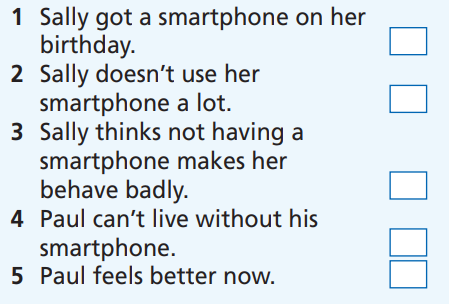 1 Sally got a smartphone on her
birthday.
2 Sally doesn't use her
smartphone a lot.
3 Sally thinks not having a
smartphone makes her
behave badly.
4 Paul can't live without his
smartphone.
5 Paul feels better now.